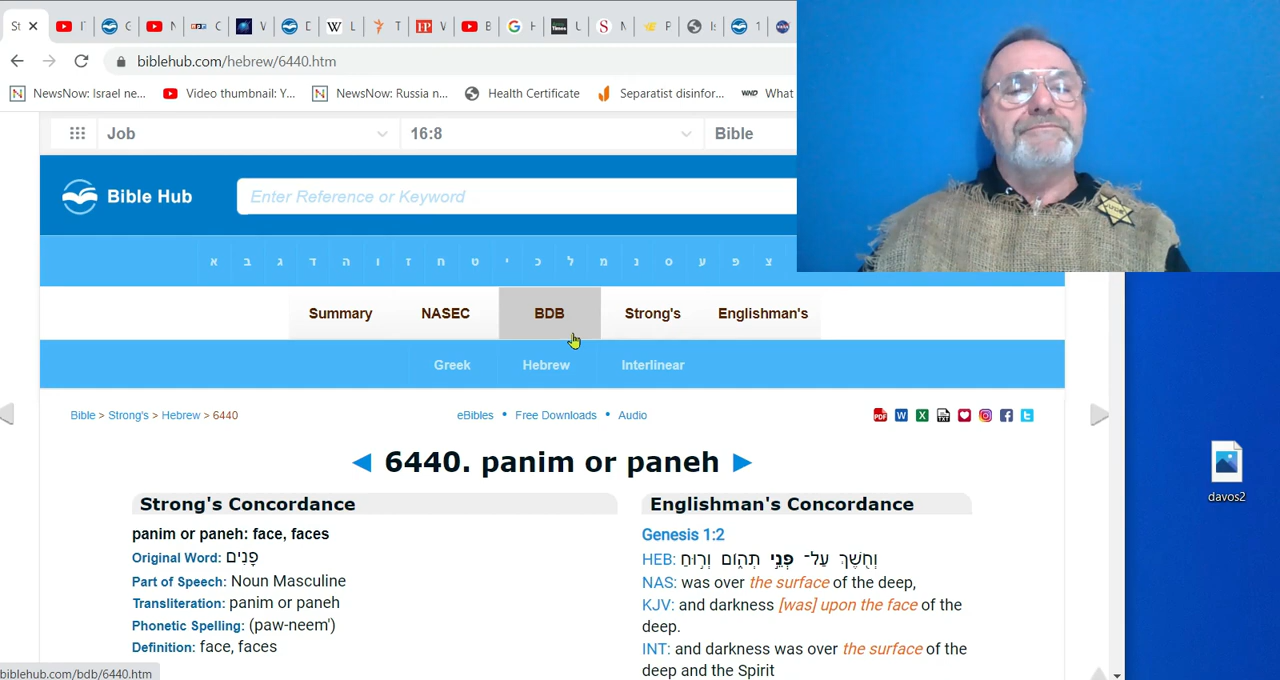 St
biblehub.com/hebrew/6440.htm
NewsNow: Israel ne...
Video thumbnail: Y...
NewsNow: Russia n...
Health Certificate
Separatist disinfor...
WND What
Job
16:8
Bible
Bible Hub
Enter Reference or Keyword
א ב ג ד ה ו ז ח ט י כ ל מ נ ס ע פ צ
Summary
NASEC
BDB
Strong's
Englishman's
Greek
Hebrew
Interlinear
Bible > Strong's > Hebrew > 6440
eBibles • Free Downloads • Audio
◄ 6440. panim or paneh ►
Strong's Concordance
panim or paneh: face, faces
Original Word: פָּנִים
Part of Speech: Noun Masculine
Transliteration: panim or paneh
Phonetic Spelling: (paw-neem')
Definition: face, faces
Englishman's Concordance
Genesis 1:2
HEB: וְחֹ֖שֶׁךְ עַל־ פְּנֵ֣י תְה֑וֹם וְר֣וּחַ
NAS: was over the surface of the deep,
KJV: and darkness [was] upon the face of the
deep.
INT: and darkness was over the surface of the
deep and the Spirit
biblehub.com/bdb/6440.htm
davos2